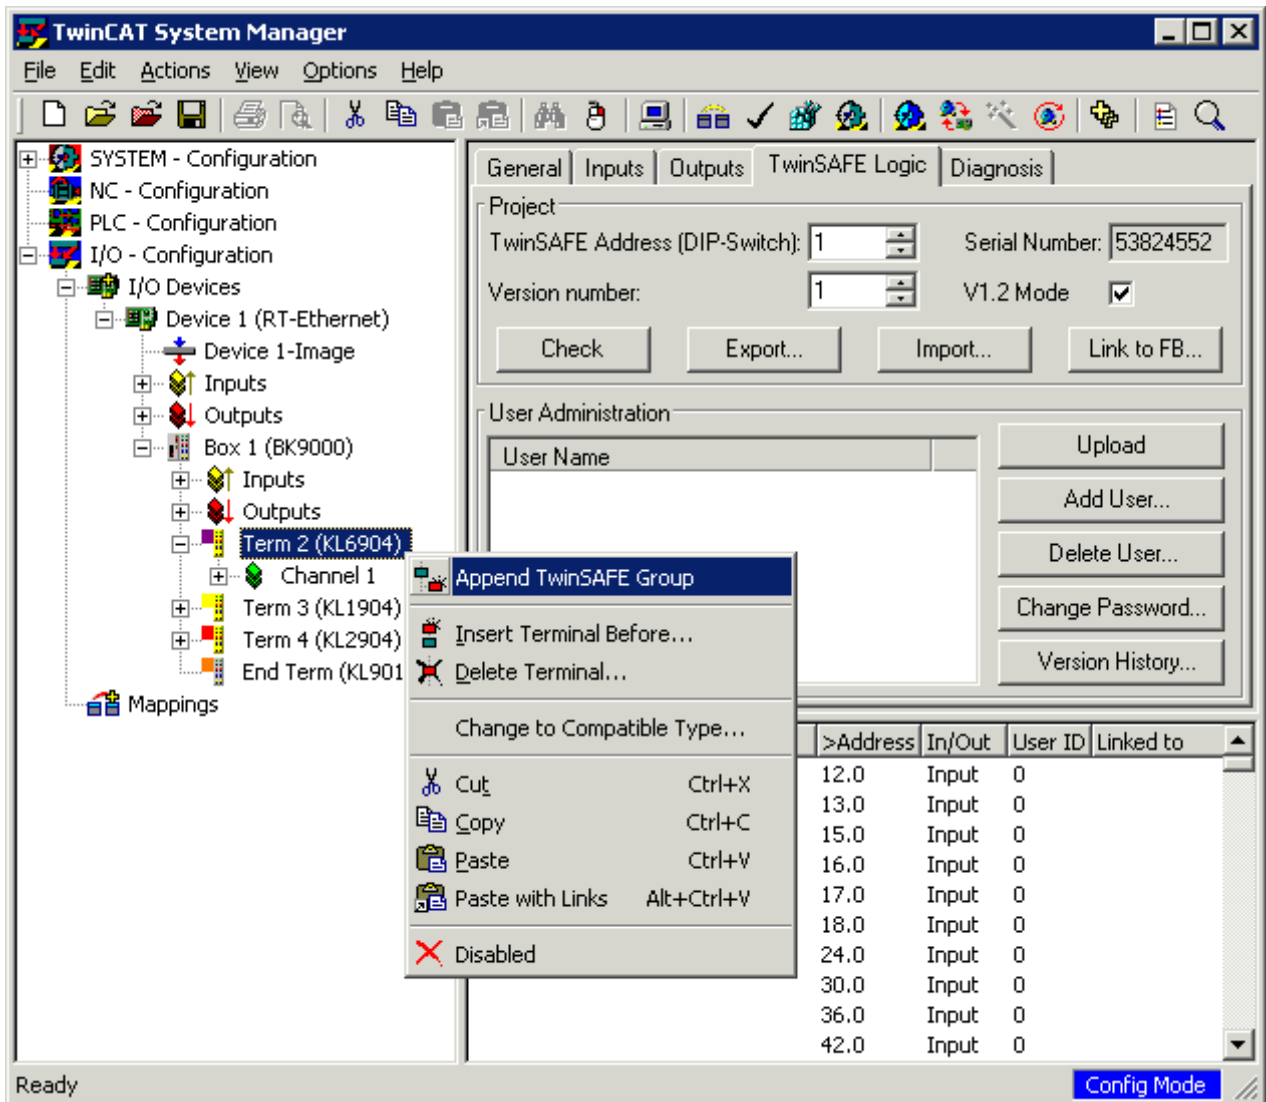 TwinCAT System Manager
File Edit Actions View Options Help
SYSTEM - Configuration
NC - Configuration
PLC - Configuration
I/O - Configuration
I/O Devices
Device 1 (RT-Ethernet)
Device 1-Image
Inputs
Outputs
Box 1 (BK9000)
Inputs
Outputs
Term 2 (KL6904)
Channel 1
Term 3 (KL1904)
Term 4 (KL2904)
End Term (KL901
Mappings
General Inputs Outputs TwinSAFE Logic Diagnosis
Project
TwinSAFE Address (DIP-Switch): 1 Serial Number: 53824552
Version number: 1 V1.2 Mode
Check Export... Import... Link to FB...
User Administration
User Name
Upload
Add User...
Delete User...
Change Password...
Version History...
Append TwinSAFE Group
Insert Terminal Before...
Delete Terminal...
Change to Compatible Type...
Cut Ctrl+X
Copy Ctrl+C
Paste Ctrl+V
Paste with Links Alt+Ctrl+V
Disabled
>Address In/Out User ID Linked to
12.0 Input 0
13.0 Input 0
15.0 Input 0
16.0 Input 0
17.0 Input 0
18.0 Input 0
24.0 Input 0
30.0 Input 0
36.0 Input 0
42.0 Input 0
Ready Config Mode